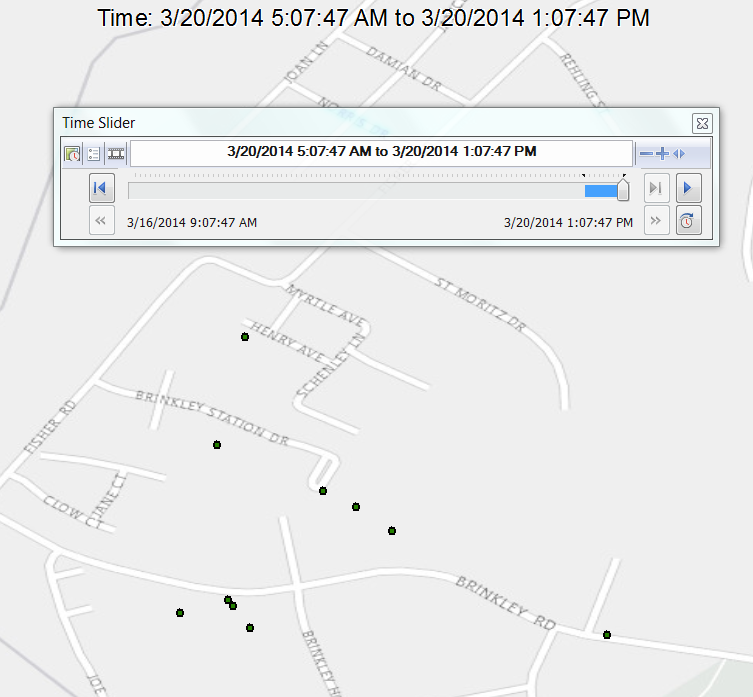 Time: 3/20/2014 5:07:47 AM to 3/20/2014 1:07:47 PM
JOAN LN
DAMIAN DR
REHLING
Time Slider
3/20/2014 5:07:47 AM to 3/20/2014 1:07:47 PM
3/16/2014 9:07:47 AM
3/20/2014 1:07:47 PM
ST MORITZ DR
MYRTLE AVE
HENRY AVE
SCHENLEY LN
BRINKLEY STATION DR
FISHER RD
JANE CT
CLOW CT
BRINKLEY RD
BRINKLEY
JOE